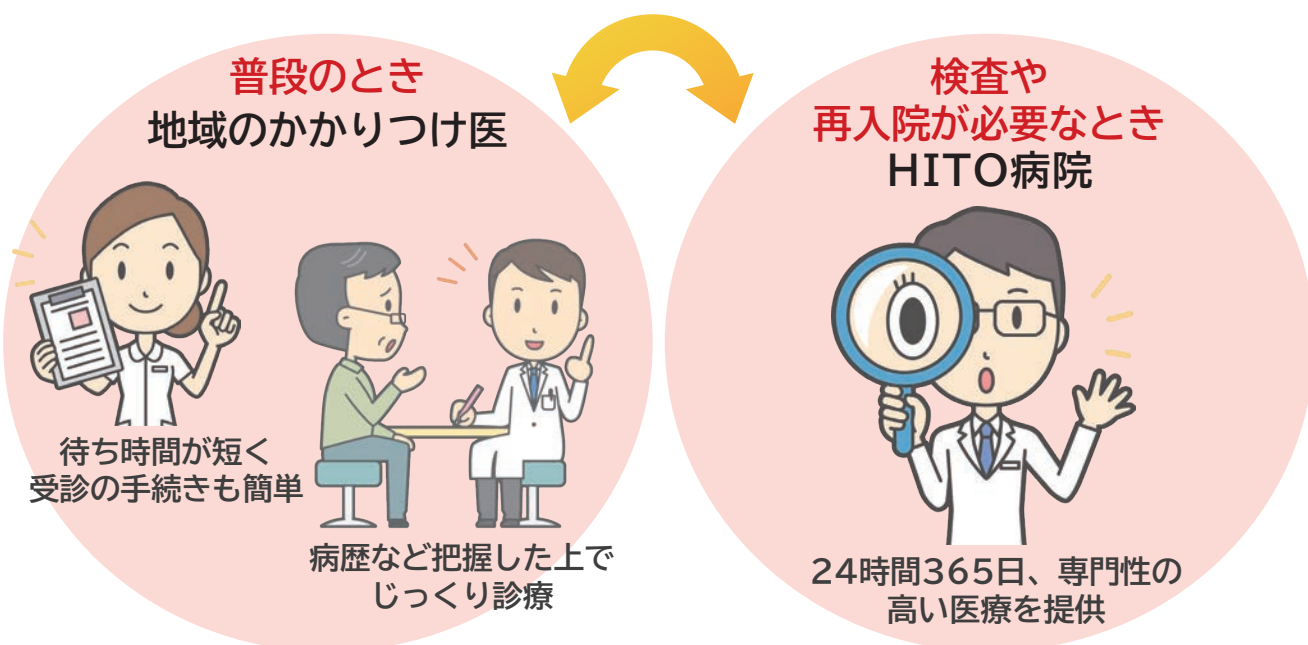 普段のとき
地域のかかりつけ医
待ち時間が短く
受診の手続きも簡単
病歴など把握した上で
じっくり診療
検査や
再入院が必要なとき
HITO病院
24時間365日、専門性の
高い医療を提供